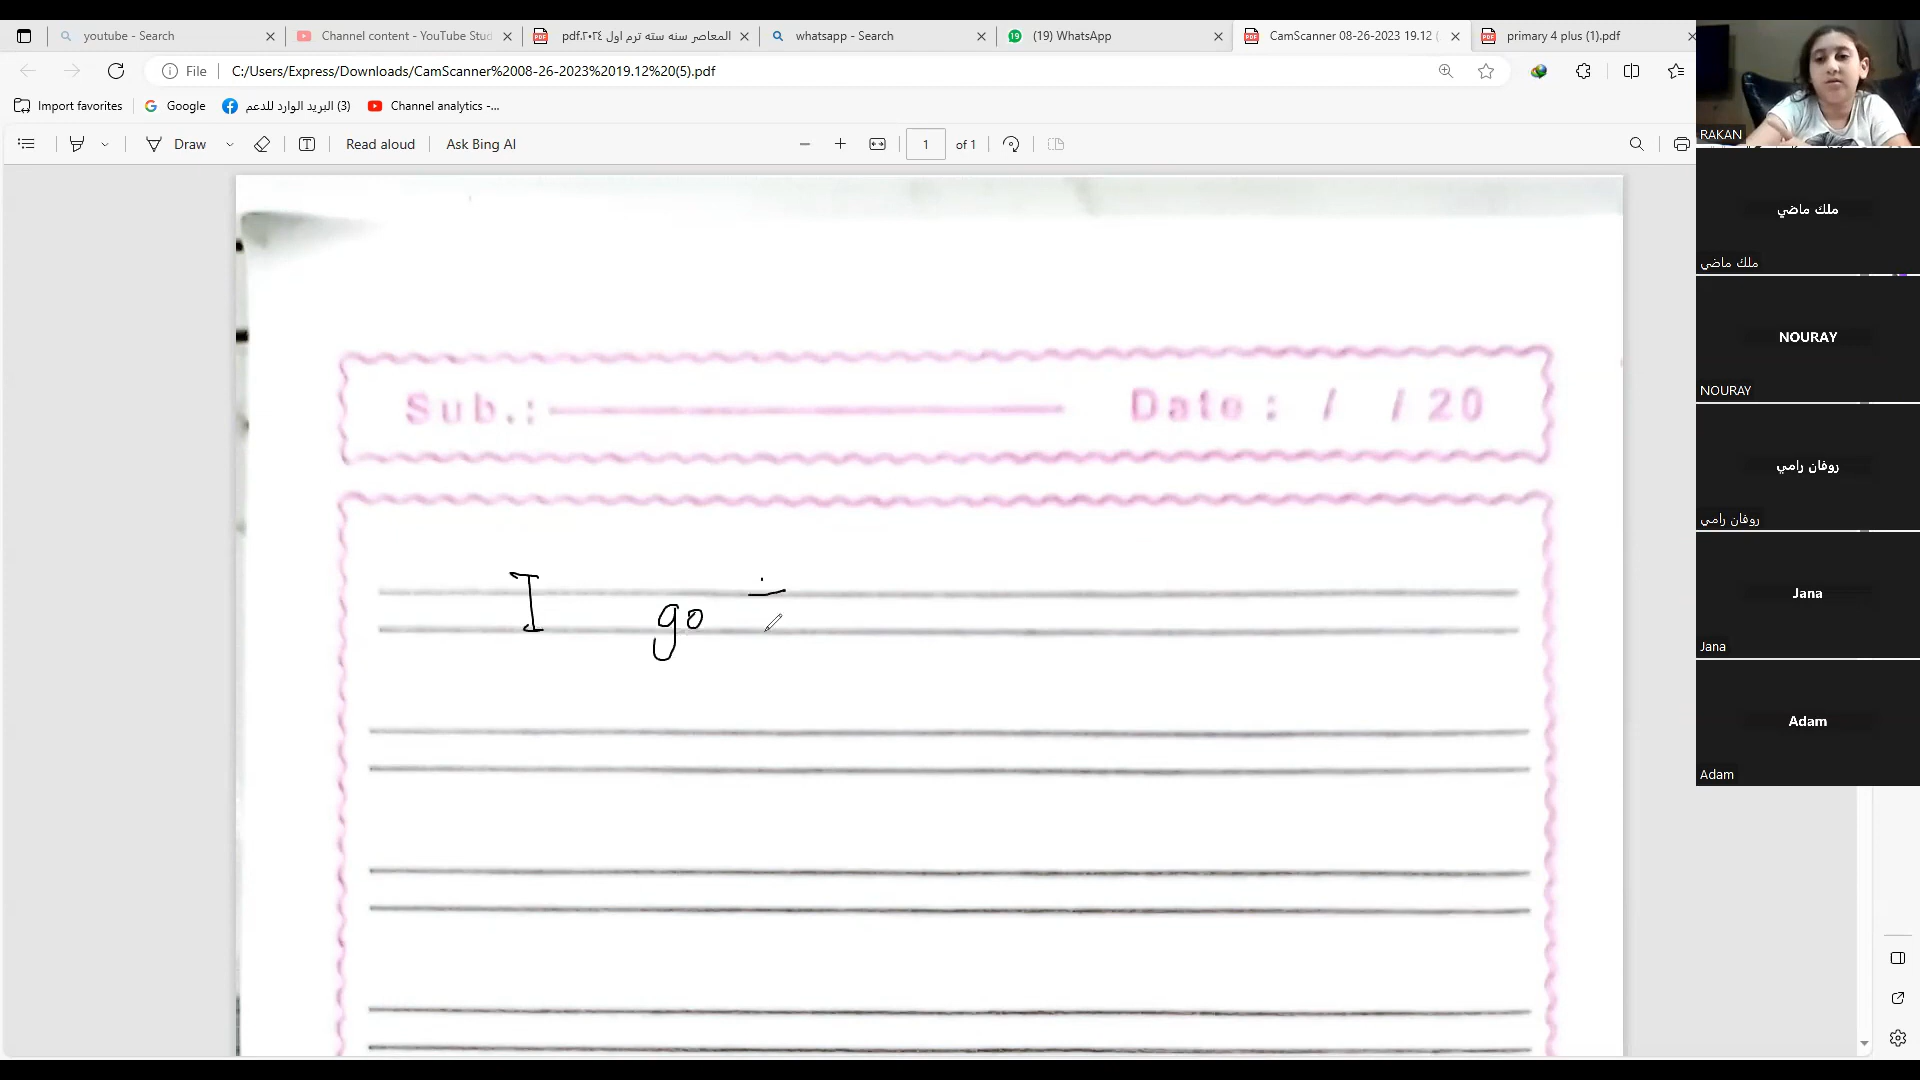 youtube - Search
Channel content - YouTube Stud
المعاصر سنه سته ترم اول ٢٠٢٤.pdf
whatsapp - Search
(19) WhatsApp
CamScanner 08-26-2023 19.12 (
primary 4 plus (1).pdf
File
C:/Users/Express/Downloads/CamScanner%2008-26-2023%2019.12%20(5).pdf
Import favorites
Google
(3) البريد الوارد للدعم
Channel analytics -...
Draw
Read aloud
Ask Bing AI
1
of 1
Sub.:
Date : / / 20
I go
RAKAN
ملك ماضي
ملك ماضي
NOURAY
NOURAY
روفان رامي
روفان رامي
Jana
Jana
Adam
Adam